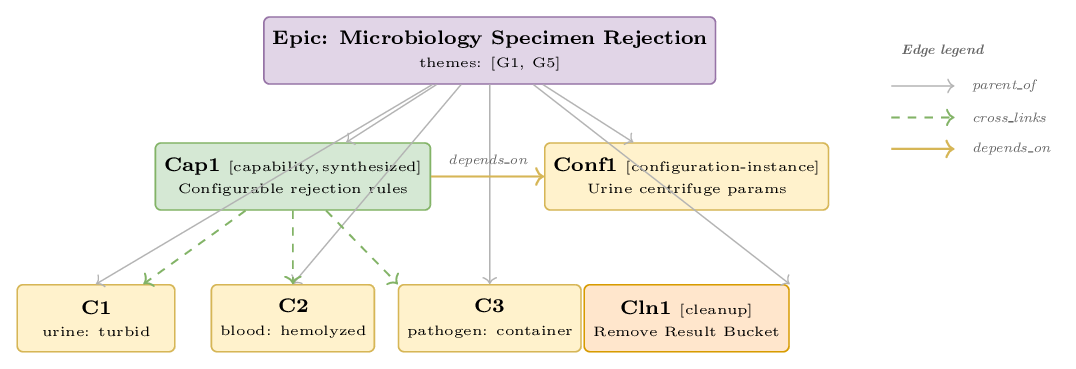 Epic: Microbiology Specimen Rejection
themes: [G1, G5]
Edge legend
parent_of
cross_links
depends_on
Cap1 [capability, synthesized]
Configurable rejection rules
depends_on
Conf1 [configuration-instance]
Urine centrifuge params
C1
urine: turbid
C2
blood: hemolyzed
C3
pathogen: container
Cln1 [cleanup]
Remove Result Bucket